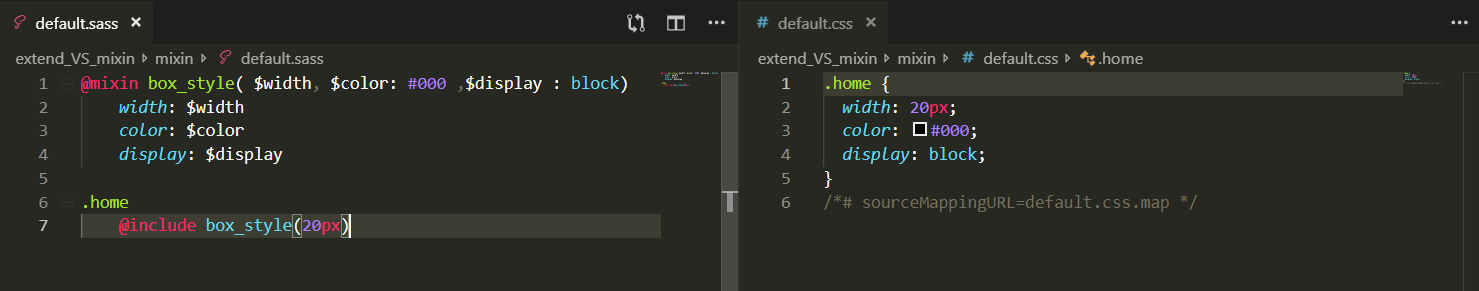 default.sass ×
extend_VS_mixin > mixin > default.sass
1 @mixin box_style( $width, $color: #000 ,$display : block)
2 width: $width
3 color: $color
4 display: $display
5
6 .home
7 @include box_style(20px)
# default.css ×
extend_VS_mixin > mixin > # default.css > .home
1 .home {
2 width: 20px;
3 color: #000;
4 display: block;
5 }
6 /*# sourceMappingURL=default.css.map */